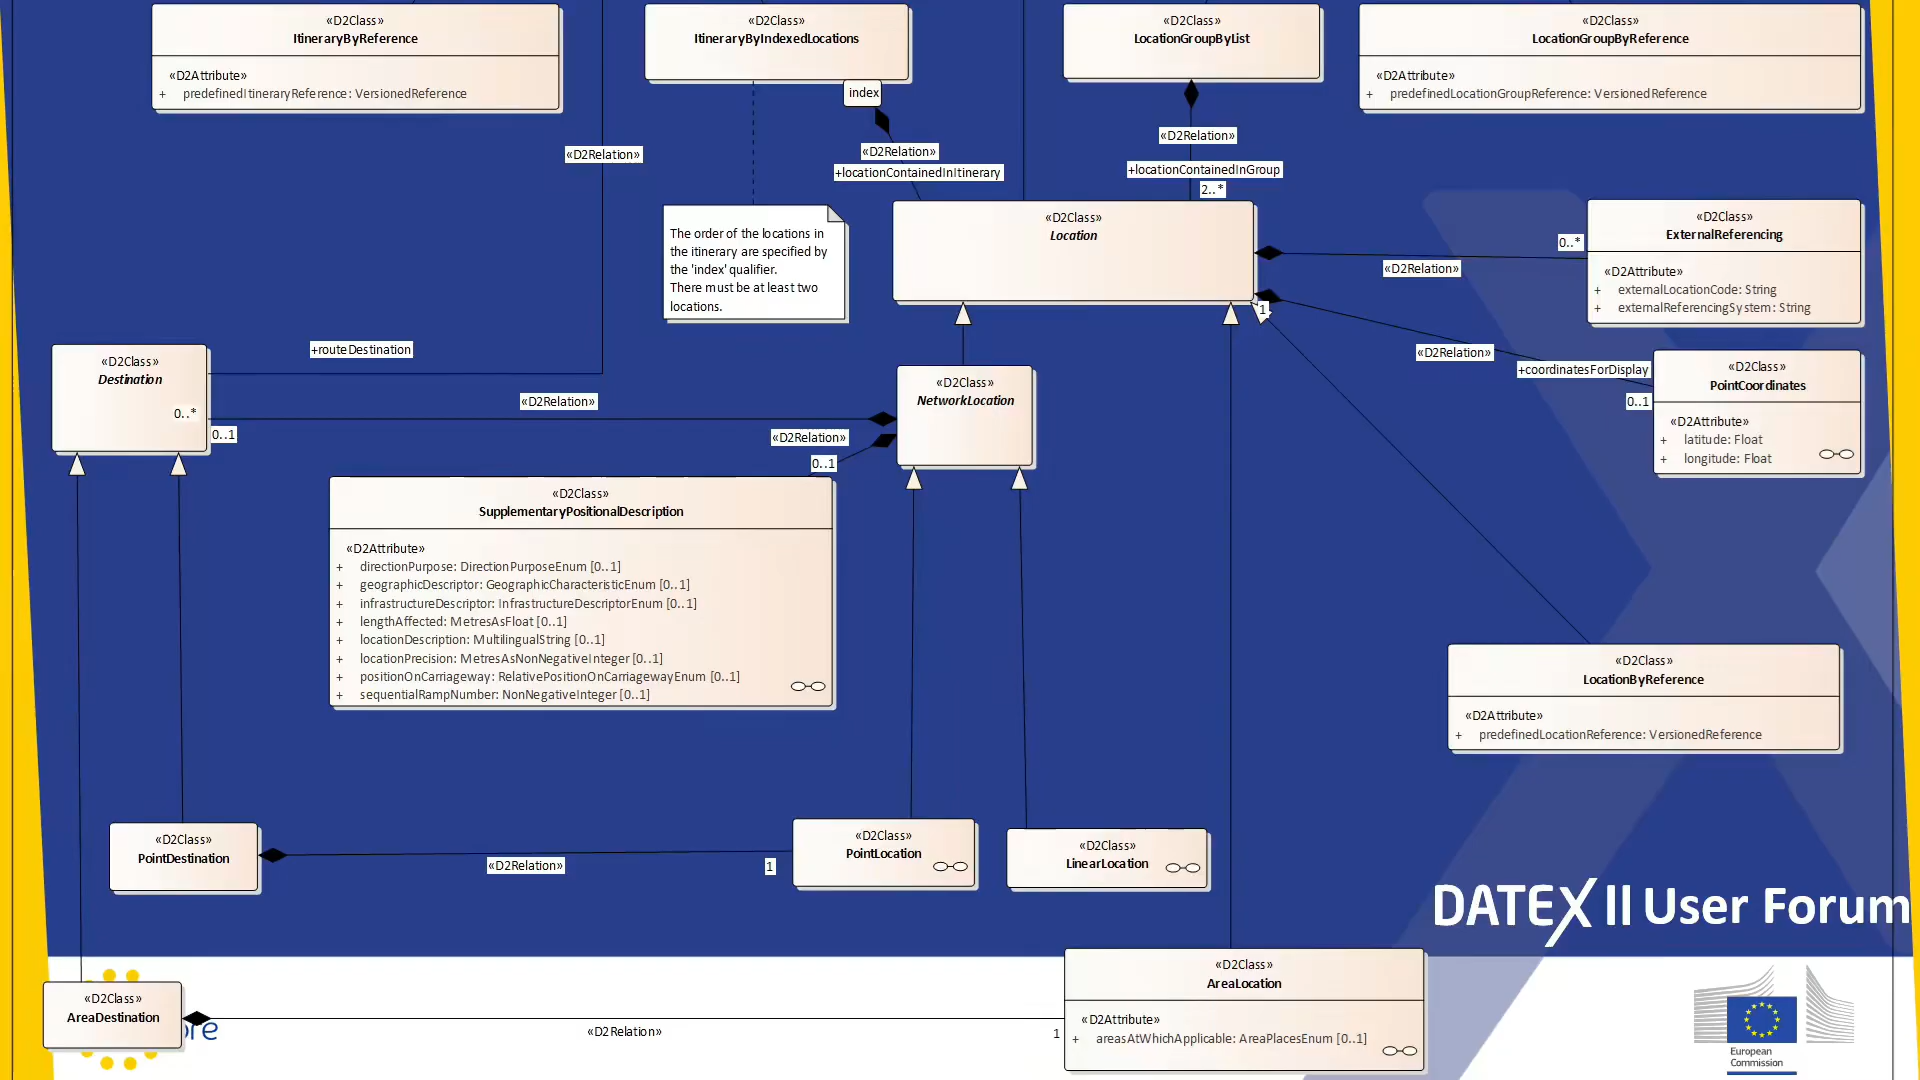 «D2Class»
ItineraryByReference
«D2Attribute»
+ predefinedItineraryReference: VersionedReference
«D2Class»
ItineraryByIndexedLocations
index
«D2Class»
LocationGroupByList
«D2Class»
LocationGroupByReference
«D2Attribute»
+ predefinedLocationGroupReference: VersionedReference
«D2Relation»
«D2Relation»
+locationContainedInItinerary
«D2Relation»
+locationContainedInGroup
2..*
The order of the locations in
the itinerary are specified by
the 'index' qualifier.
There must be at least two
locations.
«D2Class»
Location
0..*
«D2Relation»
«D2Class»
ExternalReferencing
«D2Attribute»
+ externalLocationCode: String
+ externalReferencingSystem: String
1
«D2Relation»
+coordinatesForDisplay
0..1
«D2Class»
PointCoordinates
«D2Attribute»
+ latitude: Float
+ longitude: Float
+routeDestination
«D2Class»
Destination
0..*
0..1
«D2Relation»
«D2Relation»
0..1
«D2Class»
NetworkLocation
«D2Class»
SupplementaryPositionalDescription
«D2Attribute»
+ directionPurpose: DirectionPurposeEnum [0..1]
+ geographicDescriptor: GeographicCharacteristicEnum [0..1]
+ infrastructureDescriptor: InfrastructureDescriptorEnum [0..1]
+ lengthAffected: MetresAsFloat [0..1]
+ locationDescription: MultilingualString [0..1]
+ locationPrecision: MetresAsNonNegativeInteger [0..1]
+ positionOnCarriageway: RelativePositionOnCarriagewayEnum [0..1]
+ sequentialRampNumber: NonNegativeInteger [0..1]
«D2Class»
LocationByReference
«D2Attribute»
+ predefinedLocationReference: VersionedReference
«D2Class»
PointDestination
«D2Relation»
1
«D2Class»
PointLocation
«D2Class»
LinearLocation
DATEX II User Forum
«D2Class»
AreaDestination
re
«D2Relation»
1
«D2Class»
AreaLocation
«D2Attribute»
+ areasAtWhichApplicable: AreaPlacesEnum [0..1]
European
Commission